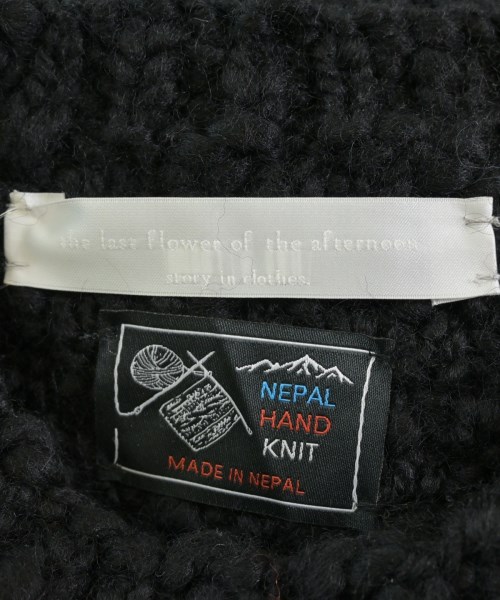 the last flower of the afternoon
story in clothes.
NEPAL
HAND
KNIT
MADE IN NEPAL